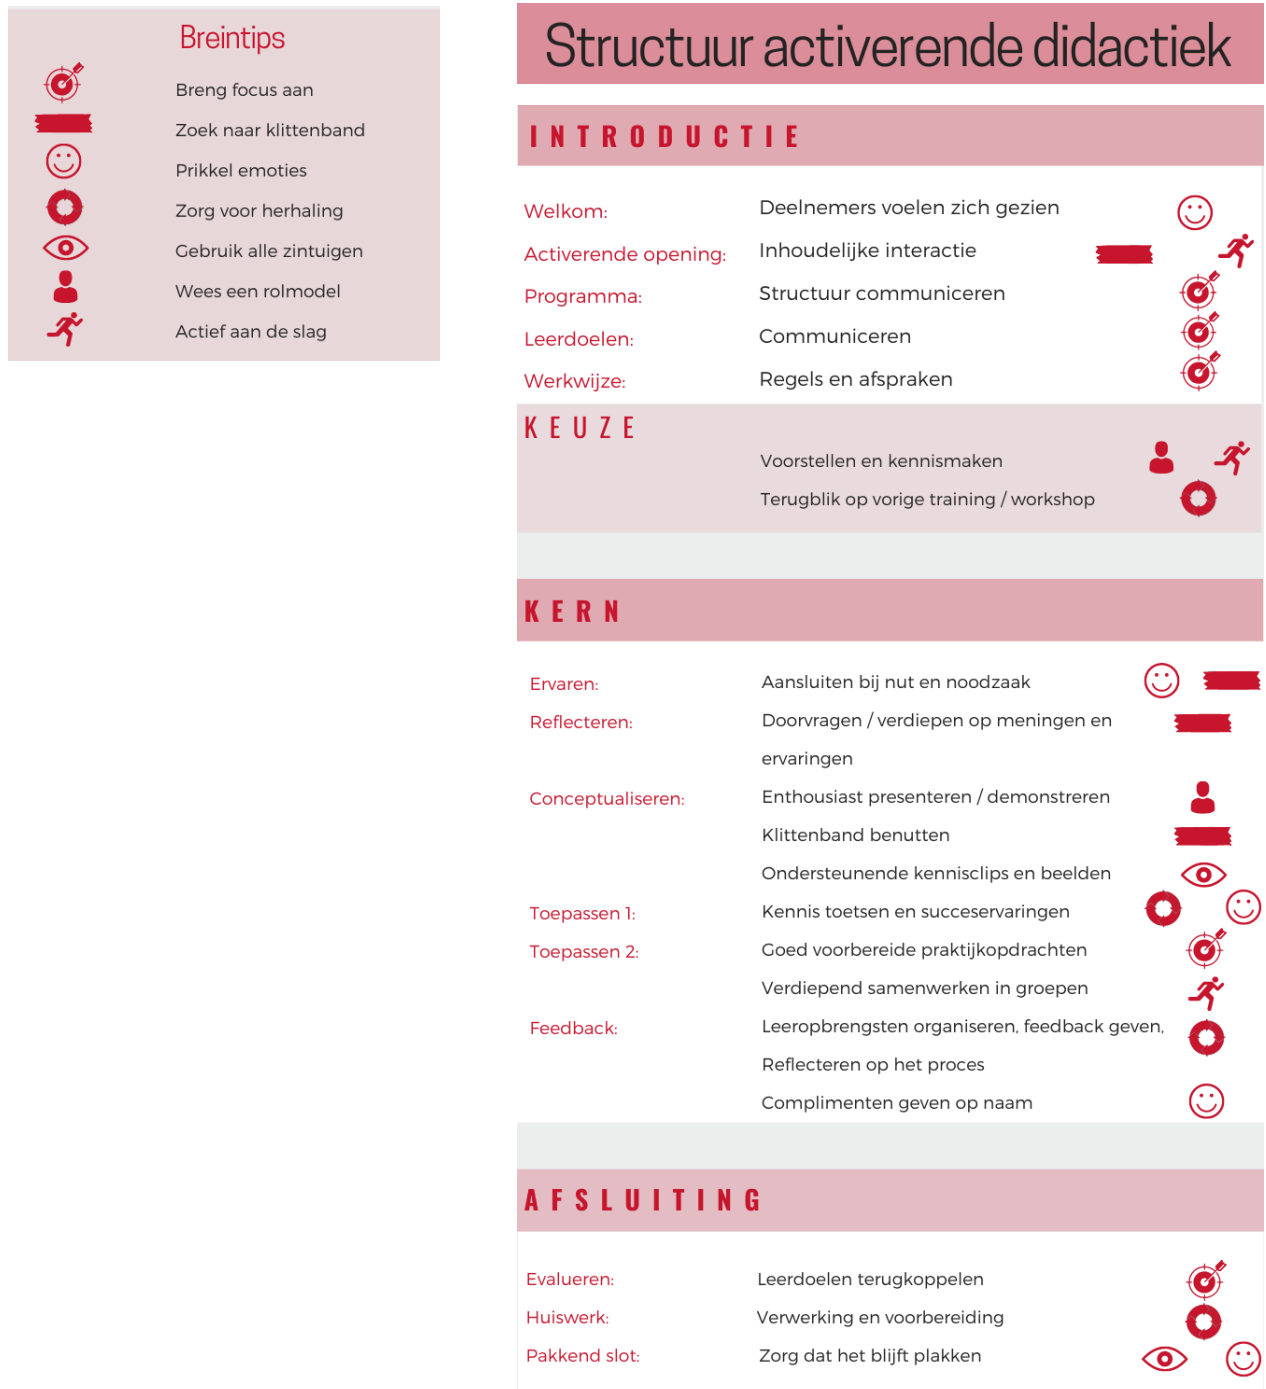 Breintips
Breng focus aan
Zoek naar klittenband
Prikkel emoties
Zorg voor herhaling
Gebruik alle zintuigen
Wees een rolmodel
Actief aan de slag
Structuur activerende didactiek
INTRODUCTIE
Welkom: Deelnemers voelen zich gezien
Activerende opening: Inhoudelijke interactie
Programma: Structuur communiceren
Leerdoelen: Communiceren
Werkwijze: Regels en afspraken
KEUZE
Voorstellen en kennismaken
Terugblik op vorige training / workshop
KERN
Ervaren: Aansluiten bij nut en noodzaak
Reflecteren: Doorvragen / verdiepen op meningen en
ervaringen
Conceptualiseren: Enthousiast presenteren / demonstreren
Klittenband benutten
Ondersteunende kennisclips en beelden
Toepassen 1: Kennis toetsen en succeservaringen
Toepassen 2: Goed voorbereide praktijkopdrachten
Verdiepend samenwerken in groepen
Feedback: Leeropbrengsten organiseren, feedback geven,
Reflecteren op het proces
Complimenten geven op naam
AFSLUITING
Evalueren: Leerdoelen terugkoppelen
Huiswerk: Verwerking en voorbereiding
Pakkend slot: Zorg dat het blijft plakken